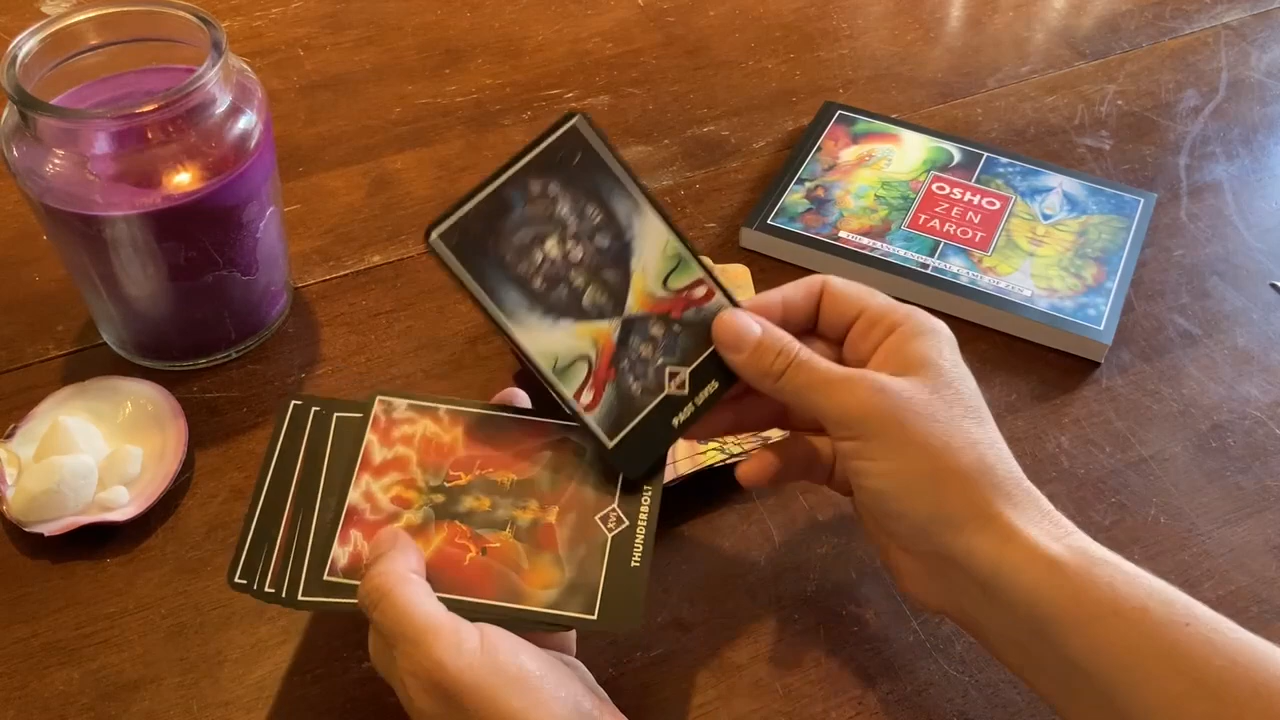 OSHO
ZEN
TAROT
THE TRANSCENDENTAL GAME OF ZEN
PAST LIVES
XVI
THUNDERBOLT